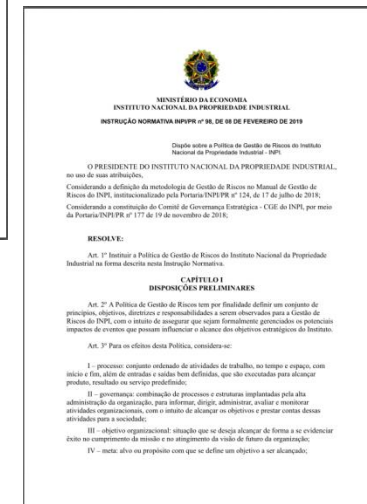 MINISTÉRIO DA ECONOMIA
INSTITUTO NACIONAL DA PROPRIEDADE INDUSTRIAL
INSTRUÇÃO NORMATIVA INPI/PR nº 98, DE 08 DE FEVEREIRO DE 2019
Dispõe sobre a Política de Gestão de Riscos do Instituto
Nacional da Propriedade Industrial - INPI.
O PRESIDENTE DO INSTITUTO NACIONAL DA PROPRIEDADE INDUSTRIAL,
no uso de suas atribuições,
Considerando a definição da metodologia de Gestão de Riscos no Manual de Gestão de
Riscos do INPI, institucionalizado pela Portaria/INPI/PR nº 124, de 17 de julho de 2018;
Considerando a constituição do Comitê de Governança Estratégica - CGE do INPI, por meio
da Portaria/INPI/PR nº 177 de 19 de novembro de 2018;
RESOLVE:
Art. 1º Instituir a Política de Gestão de Riscos do Instituto Nacional da Propriedade
Industrial na forma descrita nesta Instrução Normativa.
CAPÍTULO I
DISPOSIÇÕES PRELIMINARES
Art. 2º A Política de Gestão de Riscos tem por finalidade definir um conjunto de
princípios, objetivos, diretrizes e responsabilidades a serem observados para a Gestão de
Riscos do INPI, com o intuito de assegurar que sejam formalmente gerenciados os potenciais
impactos de eventos que possam influenciar o alcance dos objetivos estratégicos do Instituto.
Art. 3º Para os efeitos desta Política, considera-se:
I – processo: conjunto ordenado de atividades de trabalho, no tempo e espaço, com
início e fim, além de entradas e saídas bem definidas, que são executadas para alcançar
produto, resultado ou serviço predefinido;
II – governança: combinação de processos e estruturas implantadas pela alta
administração da organização, para informar, dirigir, administrar, avaliar e monitorar
atividades organizacionais, com o intuito de alcançar os objetivos e prestar contas dessas
atividades para a sociedade;
III – objetivo organizacional: situação que se deseja alcançar de forma a se evidenciar
êxito no cumprimento da missão e no atingimento da visão de futuro da organização;
IV – meta: alvo ou propósito com que se define um objetivo a ser alcançado;